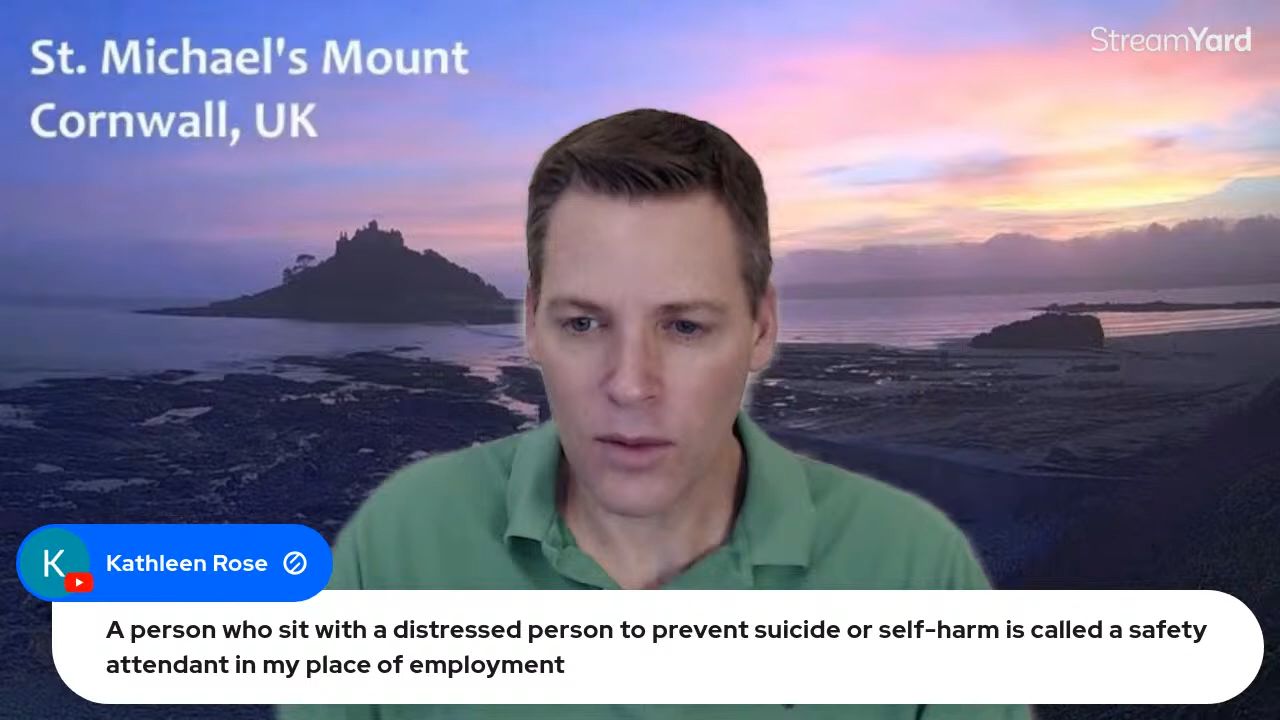 St. Michael's Mount
Cornwall, UK
StreamYard
K
Kathleen Rose
A person who sit with a distressed person to prevent suicide or self-harm is called a safety
attendant in my place of employment